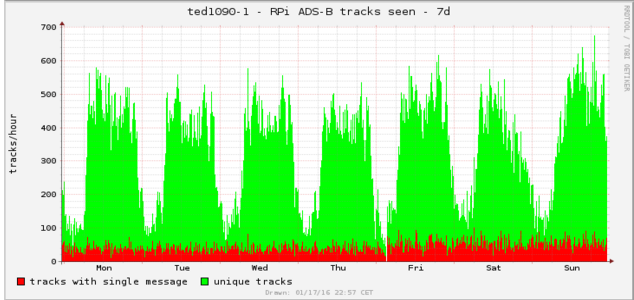 ted1090-1 - RPi ADS-B tracks seen - 7d
RRDTOOL / TOBI OETIKER
tracks/hour
700
600
500
400
300
200
100
0
Mon Tue Wed Thu Fri Sat Sun
tracks with single message unique tracks
Drawn: 01/17/16 22:57 CET